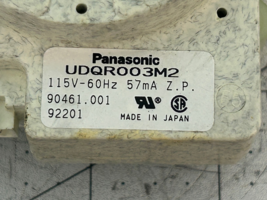 Panasonic
UDQR003M2
115V-60Hz 57mA Z.P.
90461.001
92201
MADE IN JAPAN